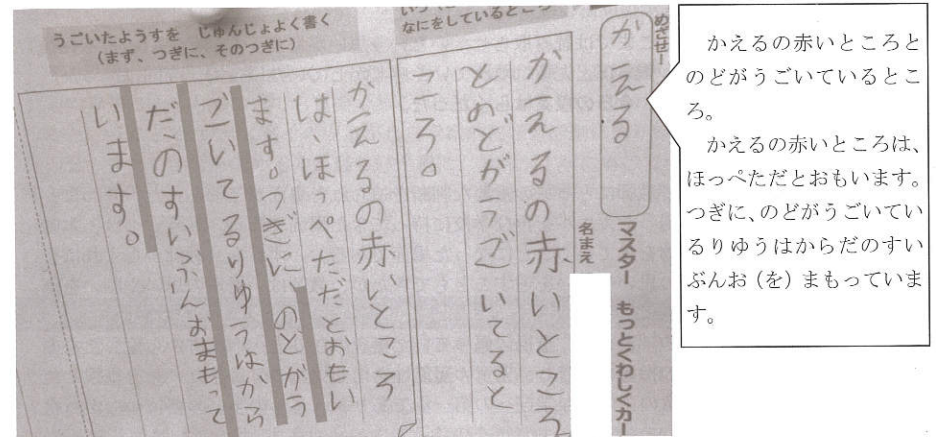 めざせー
かえる
マスター もっとくわしくカー
名まえ
なにをしているところ
かえるの赤いところ
とのどがうごいてると
ころ。
うごいたようすを じゅんじょよく書く
(まず、つぎに、そのつぎに)
かえるの赤いところ
は、ほっぺただとおもい
ます。つぎに、のどがう
ごいてるりゆうはから
だのすいぶんおまもって
います。
かえるの赤いところと
のどがうごいているとこ
ろ。
かえるの赤いところは、
ほっぺただとおもいます。
つぎに、のどがうごいてい
るりゆうはからだのすい
ぶんお(を)まもっていま
す。